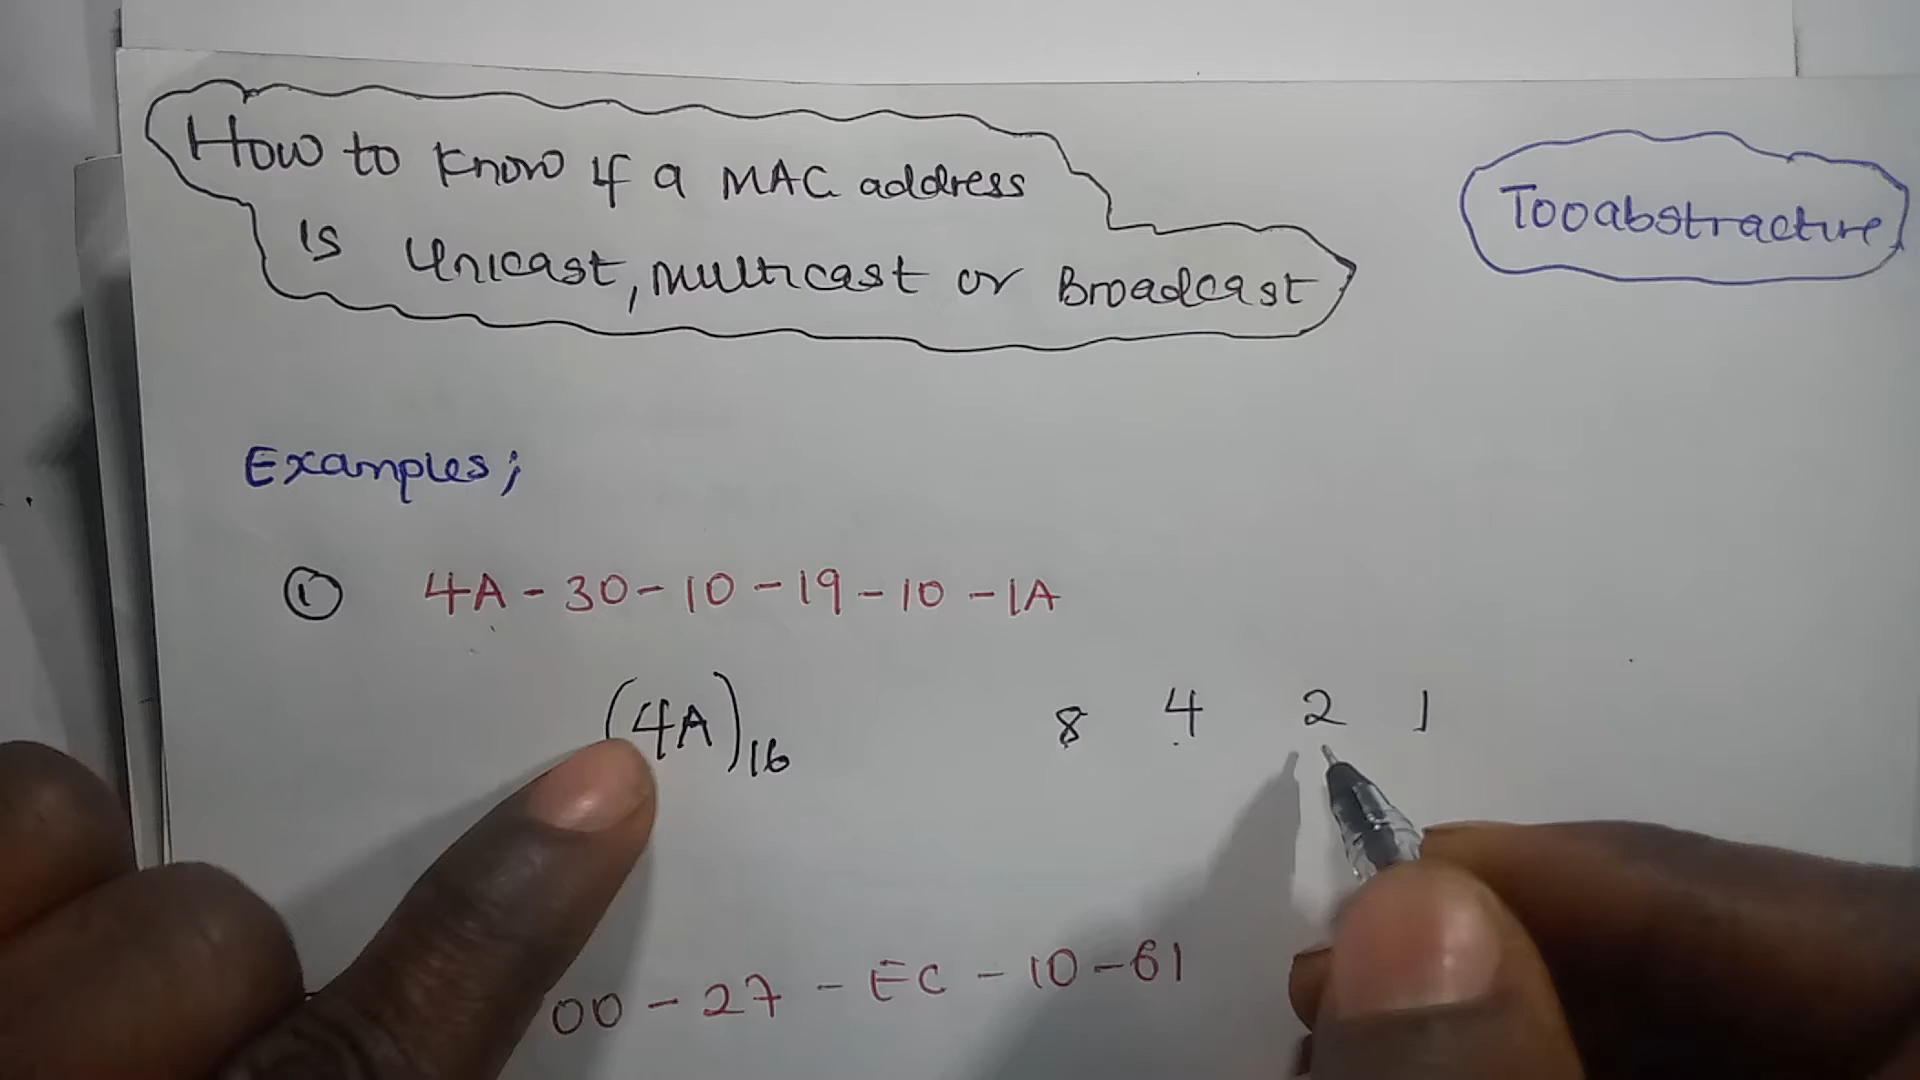 How to know if a MAC address
is Unicast, multicast or Broadcast
Tooabstracture
Examples;
① 4A - 30 - 10 - 19 - 10 - 1A
(4A)16 8 4 2 1
00 - 27 - EC - 10 - 61